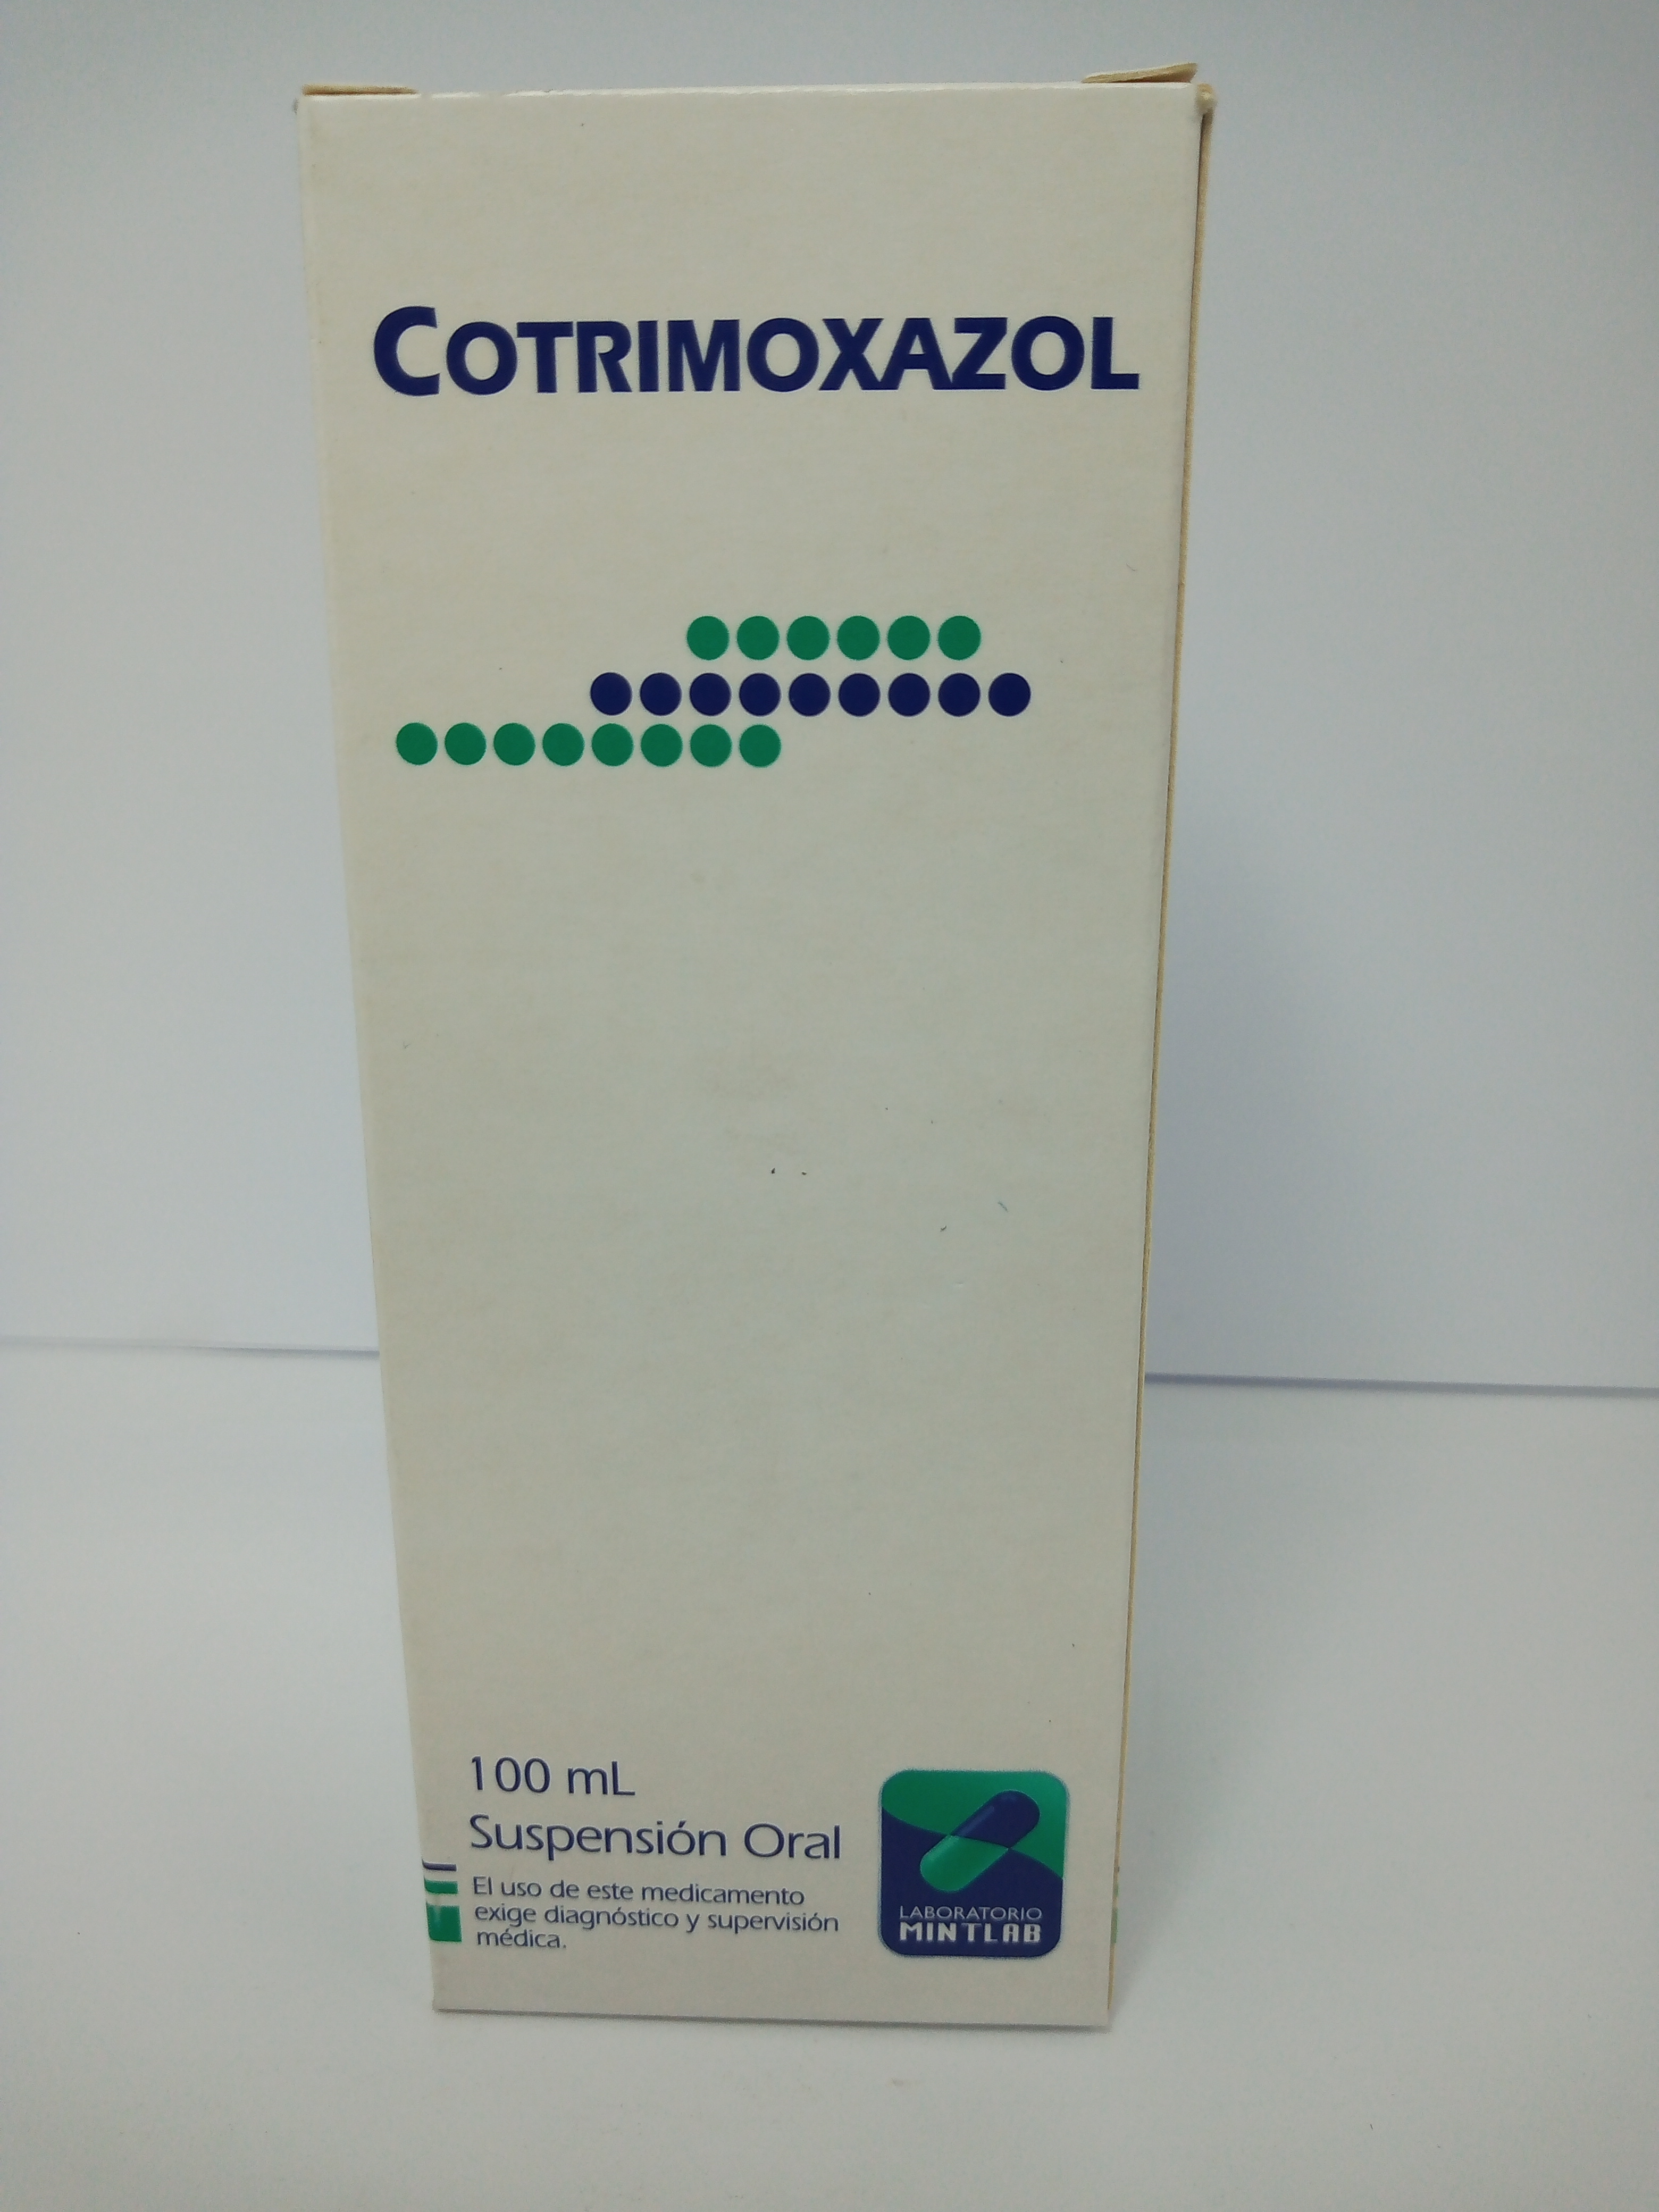 COTRIMOXAZOL
100 mL
Suspensión Oral
El uso de este medicamento
exige diagnóstico y supervisión
médica.
LABORATORIO
MINTLAB